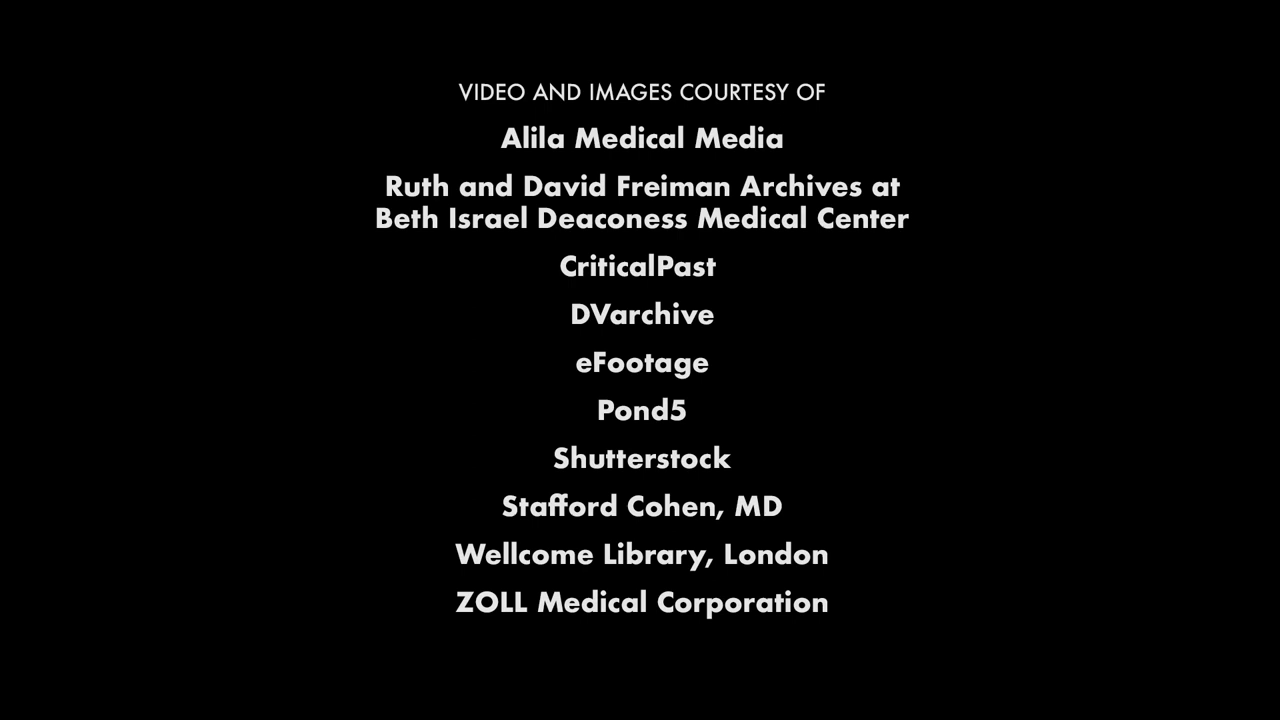 VIDEO AND IMAGES COURTESY OF
Alila Medical Media
Ruth and David Freiman Archives at
Beth Israel Deaconess Medical Center
CriticalPast
DVarchive
eFootage
Pond5
Shutterstock
Stafford Cohen, MD
Wellcome Library, London
ZOLL Medical Corporation